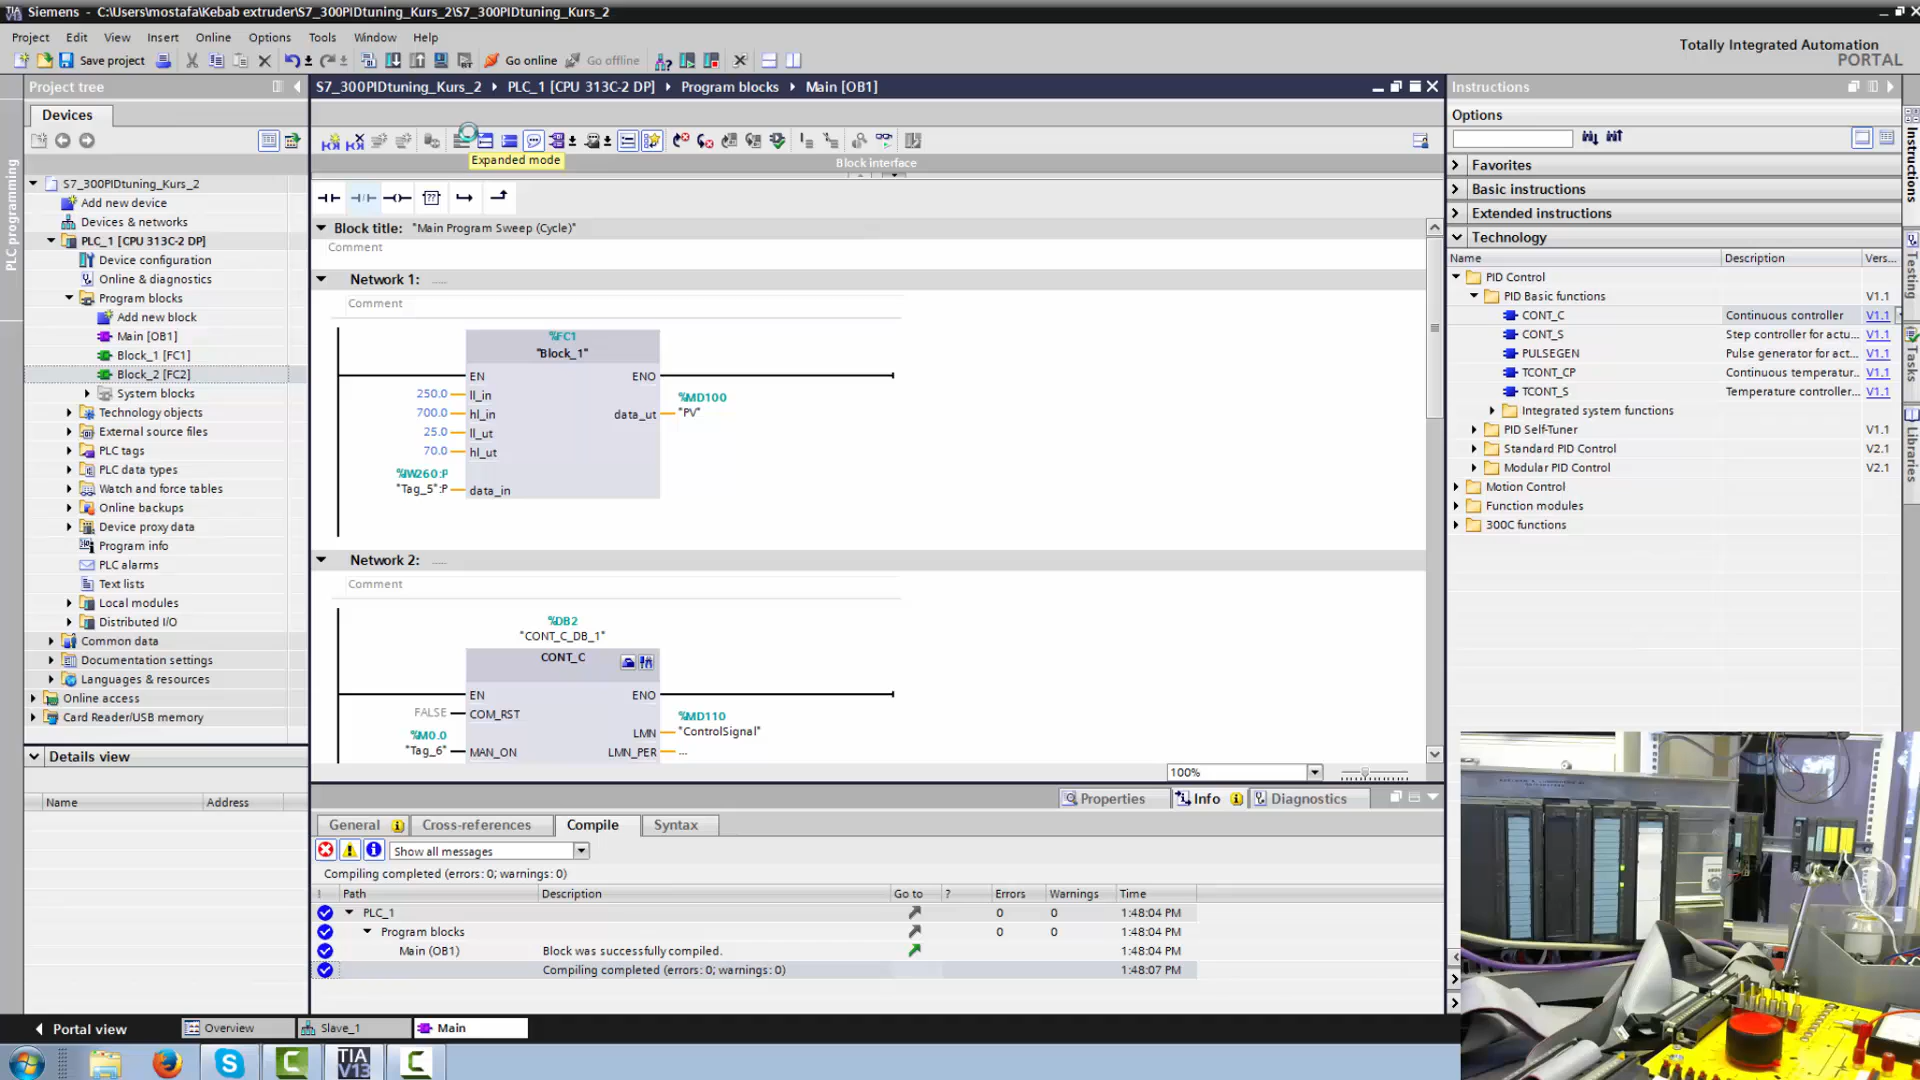 Siemens - C:\Users\mostafa\Kebab extruder\S7_300PIDtuning_Kurs_2\S7_300PIDtuning_Kurs_2
Project Edit View Insert Online Options Tools Window Help
Totally Integrated Automation
PORTAL
Save project
Go online
Go offline
Project tree
S7_300PIDtuning_Kurs_2 PLC_1 [CPU 313C-2 DP] Program blocks Main [OB1]
Instructions
Devices
Options
Expanded mode
Block interface
PLC programming
S7_300PIDtuning_Kurs_2
Add new device
Devices & networks
PLC_1 [CPU 313C-2 DP]
Device configuration
Online & diagnostics
Program blocks
Add new block
Main [OB1]
Block_1 [FC1]
Block_2 [FC2]
System blocks
Technology objects
External source files
PLC tags
PLC data types
Watch and force tables
Online backups
Device proxy data
Program info
PLC alarms
Text lists
Local modules
Distributed I/O
Common data
Documentation settings
Languages & resources
Online access
Card Reader/USB memory
Details view
Name Address
Block title: "Main Program Sweep (Cycle)"
Comment
Network 1: .....
Comment
%FC1
"Block_1"
EN ENO
250.0 ll_in
700.0 hl_in
25.0 ll_ut
70.0 hl_ut
%IW260:P
"Tag_5":P data_in
data_ut
%MD100
"PV"
Network 2: .....
Comment
%DB2
"CONT_C_DB_1"
CONT_C
EN ENO
FALSE COM_RST
%M0.0
"Tag_6" MAN_ON
%MD110
LMN "ControlSignal"
LMN_PER ...
100%
Favorites
Basic instructions
Extended instructions
Technology
Name Description Vers...
PID Control
PID Basic functions V1.1
CONT_C Continuous controller V1.1
CONT_S Step controller for actu... V1.1
PULSEGEN Pulse generator for act... V1.1
TCONT_CP Continuous temperatur... V1.1
TCONT_S Temperature controller... V1.1
Integrated system functions
PID Self-Tuner V1.1
Standard PID Control V2.1
Modular PID Control V2.1
Motion Control
Function modules
300C functions
Instructions
Testing
Tasks
Libraries
Properties Info Diagnostics
General Cross-references Compile Syntax
Show all messages
Compiling completed (errors: 0; warnings: 0)
! Path Description Go to ? Errors Warnings Time
PLC_1 0 0 1:48:04 PM
Program blocks 0 0 1:48:04 PM
Main (OB1) Block was successfully compiled. 1:48:04 PM
Compiling completed (errors: 0; warnings: 0) 1:48:07 PM
Portal view Overview Slave_1 Main
TIA
V13